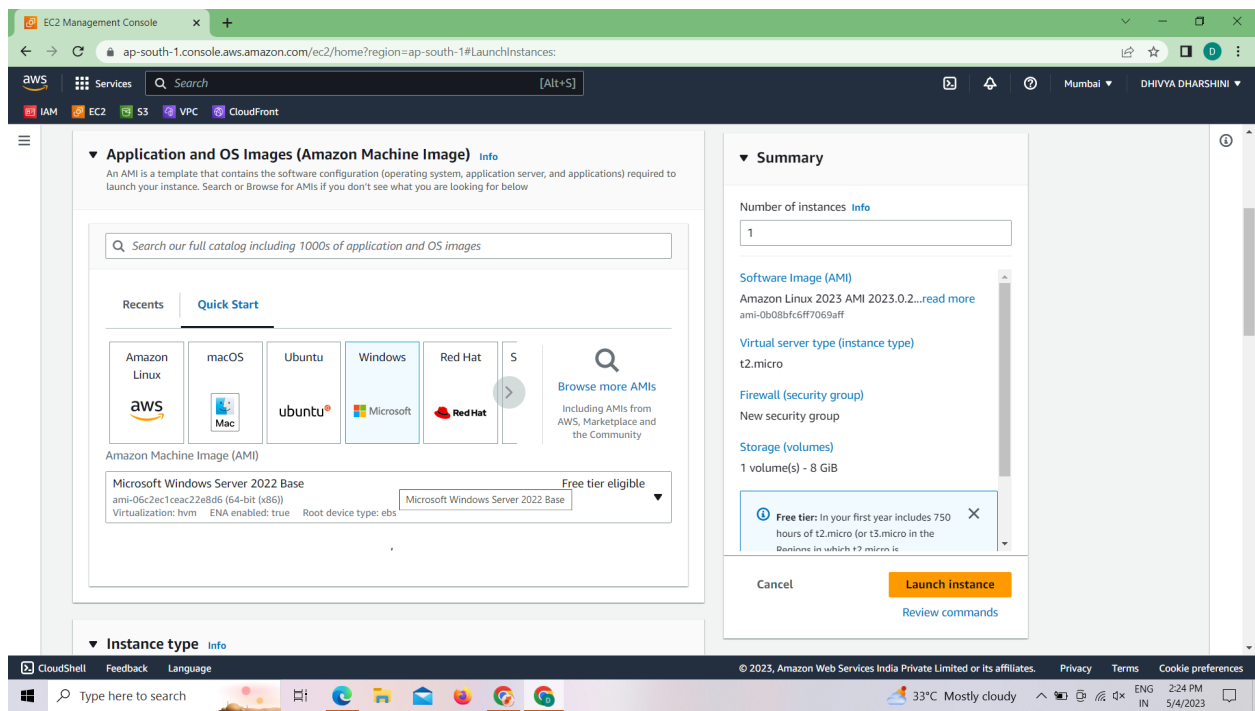 EC2 Management Console
ap-south-1.console.aws.amazon.com/ec2/home?region=ap-south-1#LaunchInstances:
D
aws
Services
Search
[Alt+S]
Mumbai
DHIVYA DHARSHINI
IAM
EC2
S3
VPC
CloudFront
Application and OS Images (Amazon Machine Image) Info
An AMI is a template that contains the software configuration (operating system, application server, and applications) required to
launch your instance. Search or Browse for AMIs if you don't see what you are looking for below
Search our full catalog including 1000s of application and OS images
Recents
Quick Start
Amazon
Linux
aws
macOS
Mac
Ubuntu
ubuntu
Windows
Microsoft
Red Hat
Red Hat
S
Browse more AMIs
Including AMIs from
AWS, Marketplace and
the Community
Amazon Machine Image (AMI)
Microsoft Windows Server 2022 Base
Free tier eligible
ami-06c2ec1ceac22e8d6 (64-bit (x86))
Microsoft Windows Server 2022 Base
Virtualization: hvm ENA enabled: true Root device type: ebs
Instance type Info
Summary
Number of instances Info
1
Software Image (AMI)
Amazon Linux 2023 AMI 2023.0.2...read more
ami-0b08bfc6ff7069aff
Virtual server type (instance type)
t2.micro
Firewall (security group)
New security group
Storage (volumes)
1 volume(s) - 8 GiB
Free tier: In your first year includes 750
hours of t2.micro (or t3.micro in the
Regions in which t2.micro is
Cancel
Launch instance
Review commands
CloudShell
Feedback
Language
© 2023, Amazon Web Services India Private Limited or its affiliates.
Privacy
Terms
Cookie preferences
Type here to search
33°C Mostly cloudy
ENG
IN
2:24 PM
5/4/2023